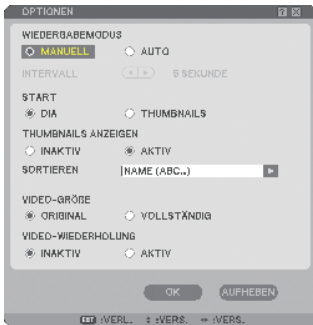 OPTIONEN
WIEDERGABEMODUS
MANUELL AUTO
INTERVALL 5 SEKUNDE
START
DIA THUMBNAILS
THUMBNAILS ANZEIGEN
INAKTIV AKTIV
SORTIEREN NAME (ABC..)
VIDEO-GRÖßE
ORIGINAL VOLLSTÄNDIG
VIDEO-WIEDERHOLUNG
INAKTIV AKTIV
OK AUFHEBEN
EXIT :VERL. :VERS. :VERS.